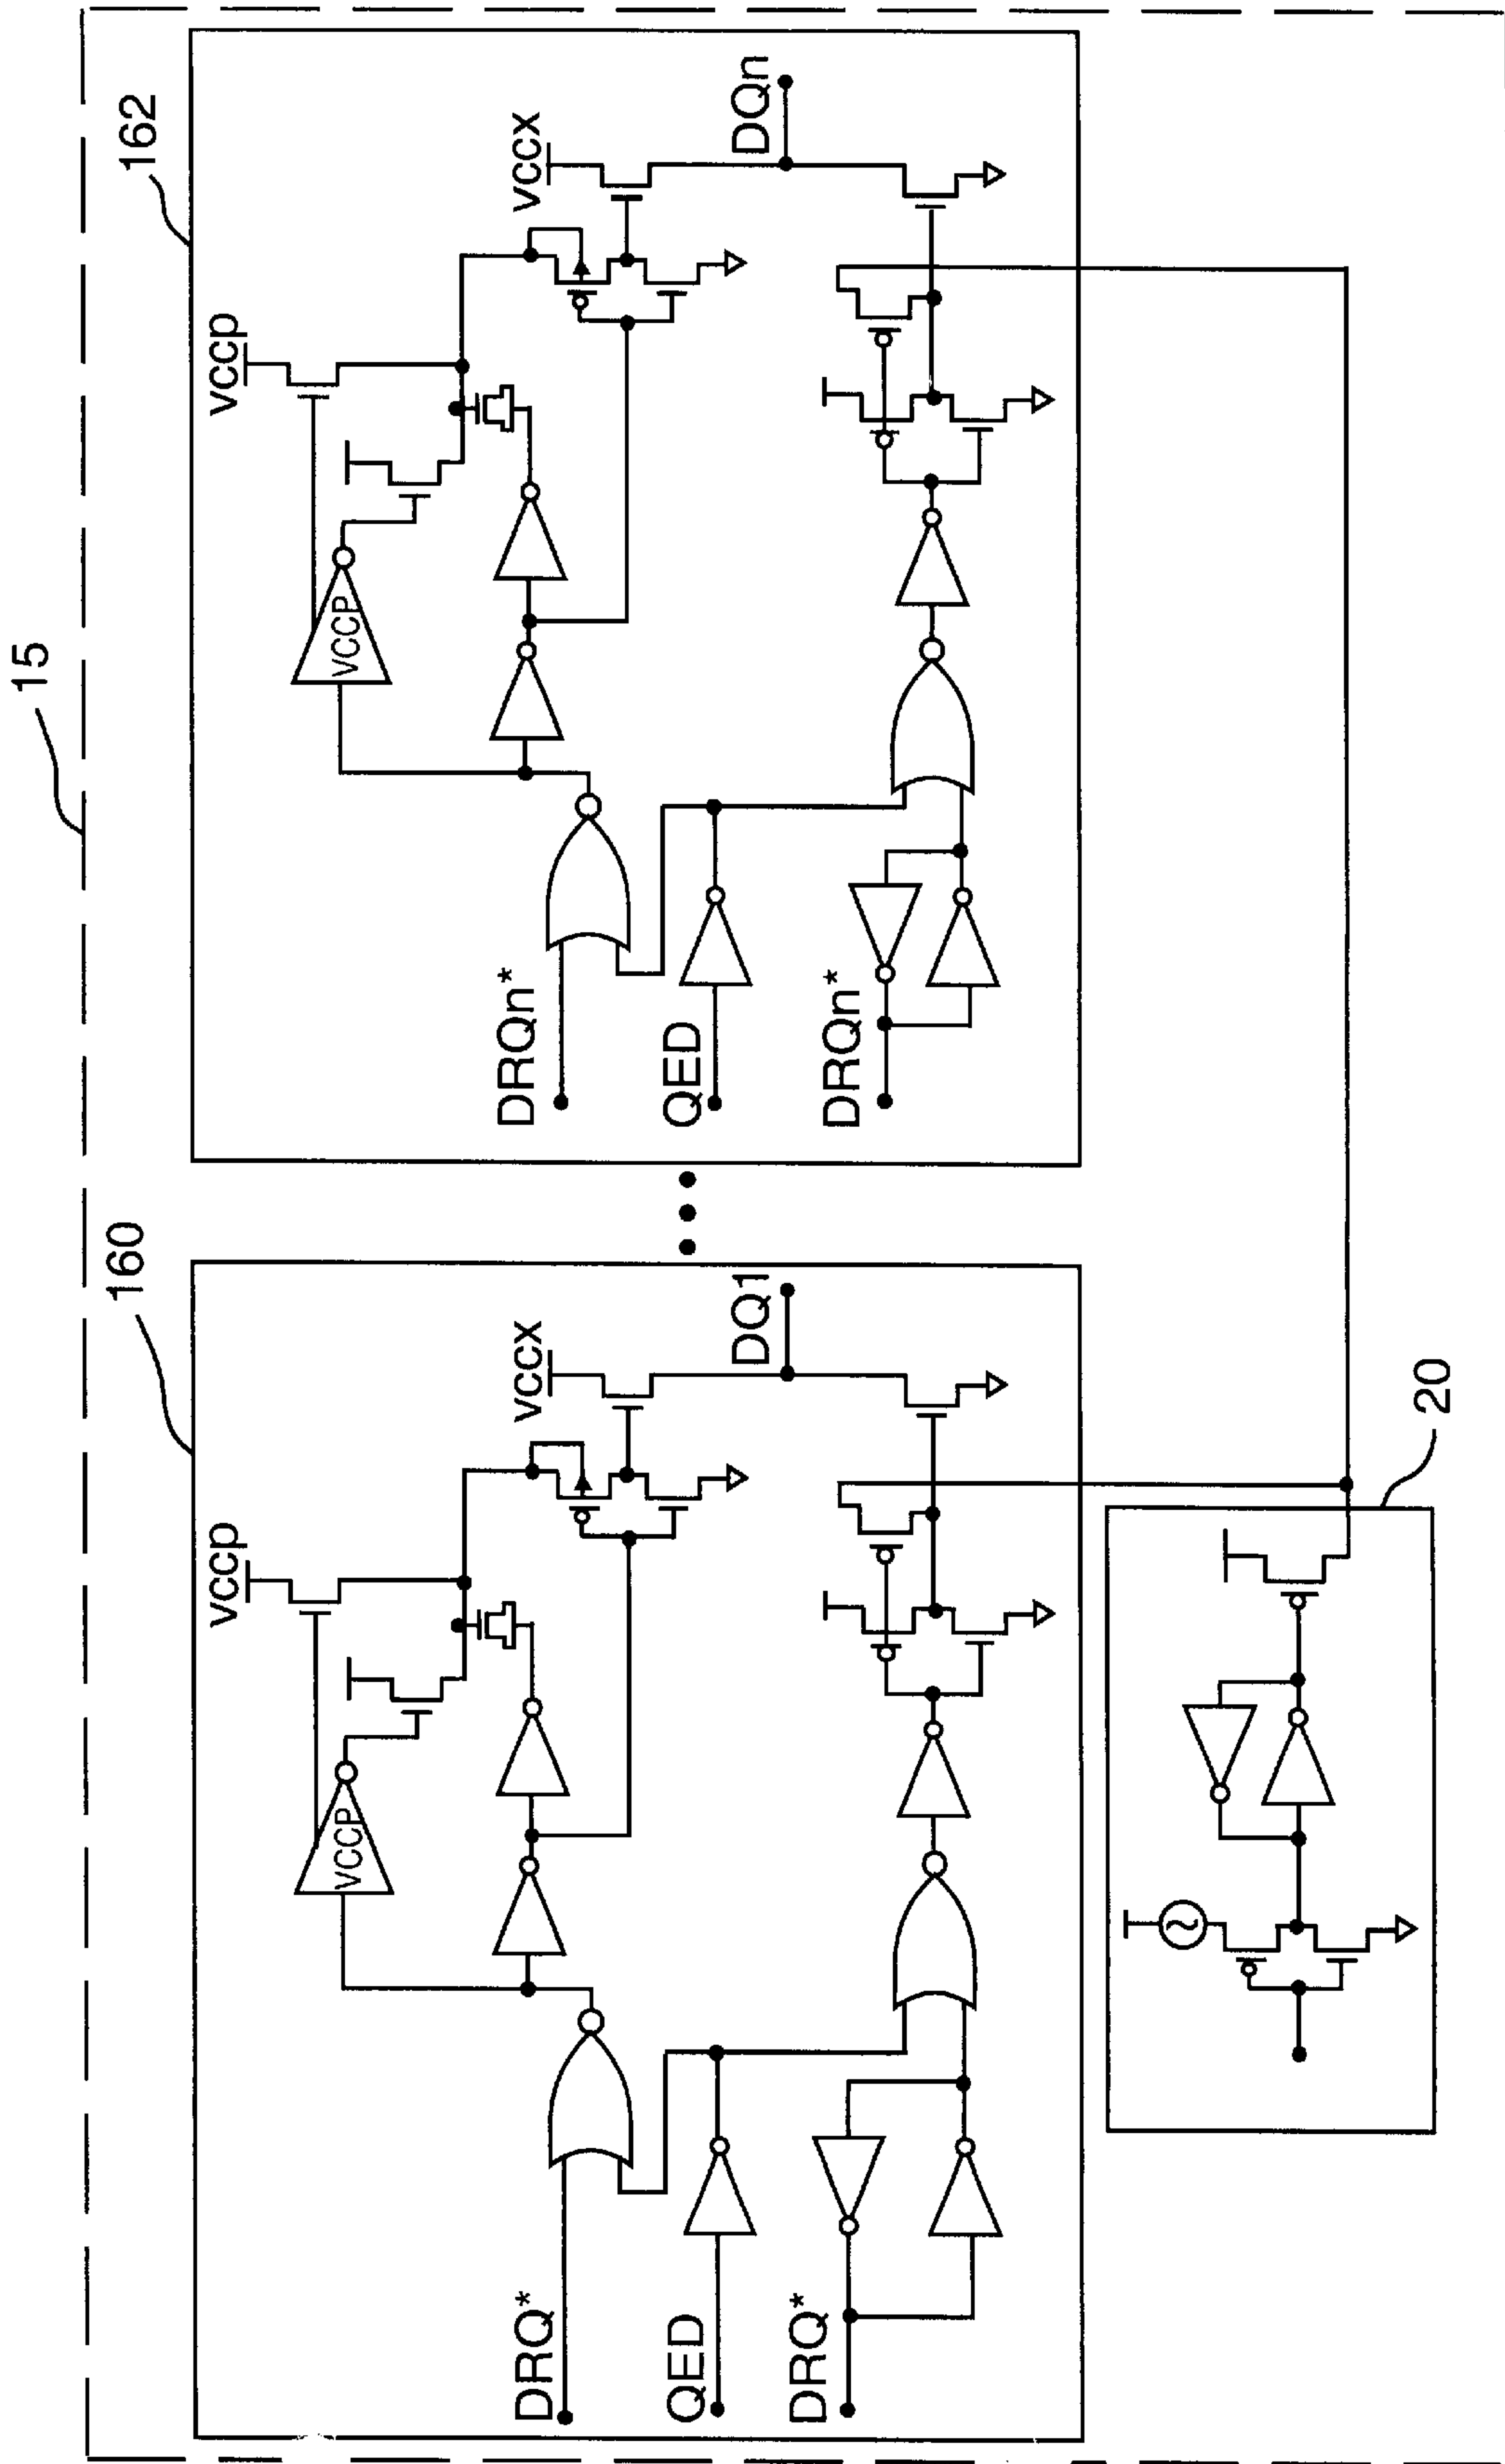 15
160
162
vccp
vccp
VCCP
VCCP
vccx
vccx
DRQ*
DRQn*
QED
QED
DQ1
DQn
DRQ*
DRQn*
20